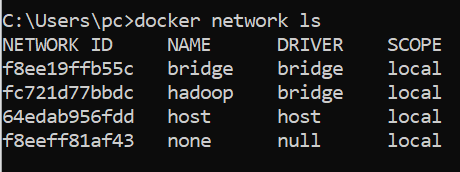 C:\Users\pc>docker network ls
NETWORK ID     NAME      DRIVER    SCOPE
f8ee19ffb55c   bridge    bridge    local
fc721d77bbdc   hadoop    bridge    local
64edab956fdd   host      host      local
f8eeff81af43   none      null      local